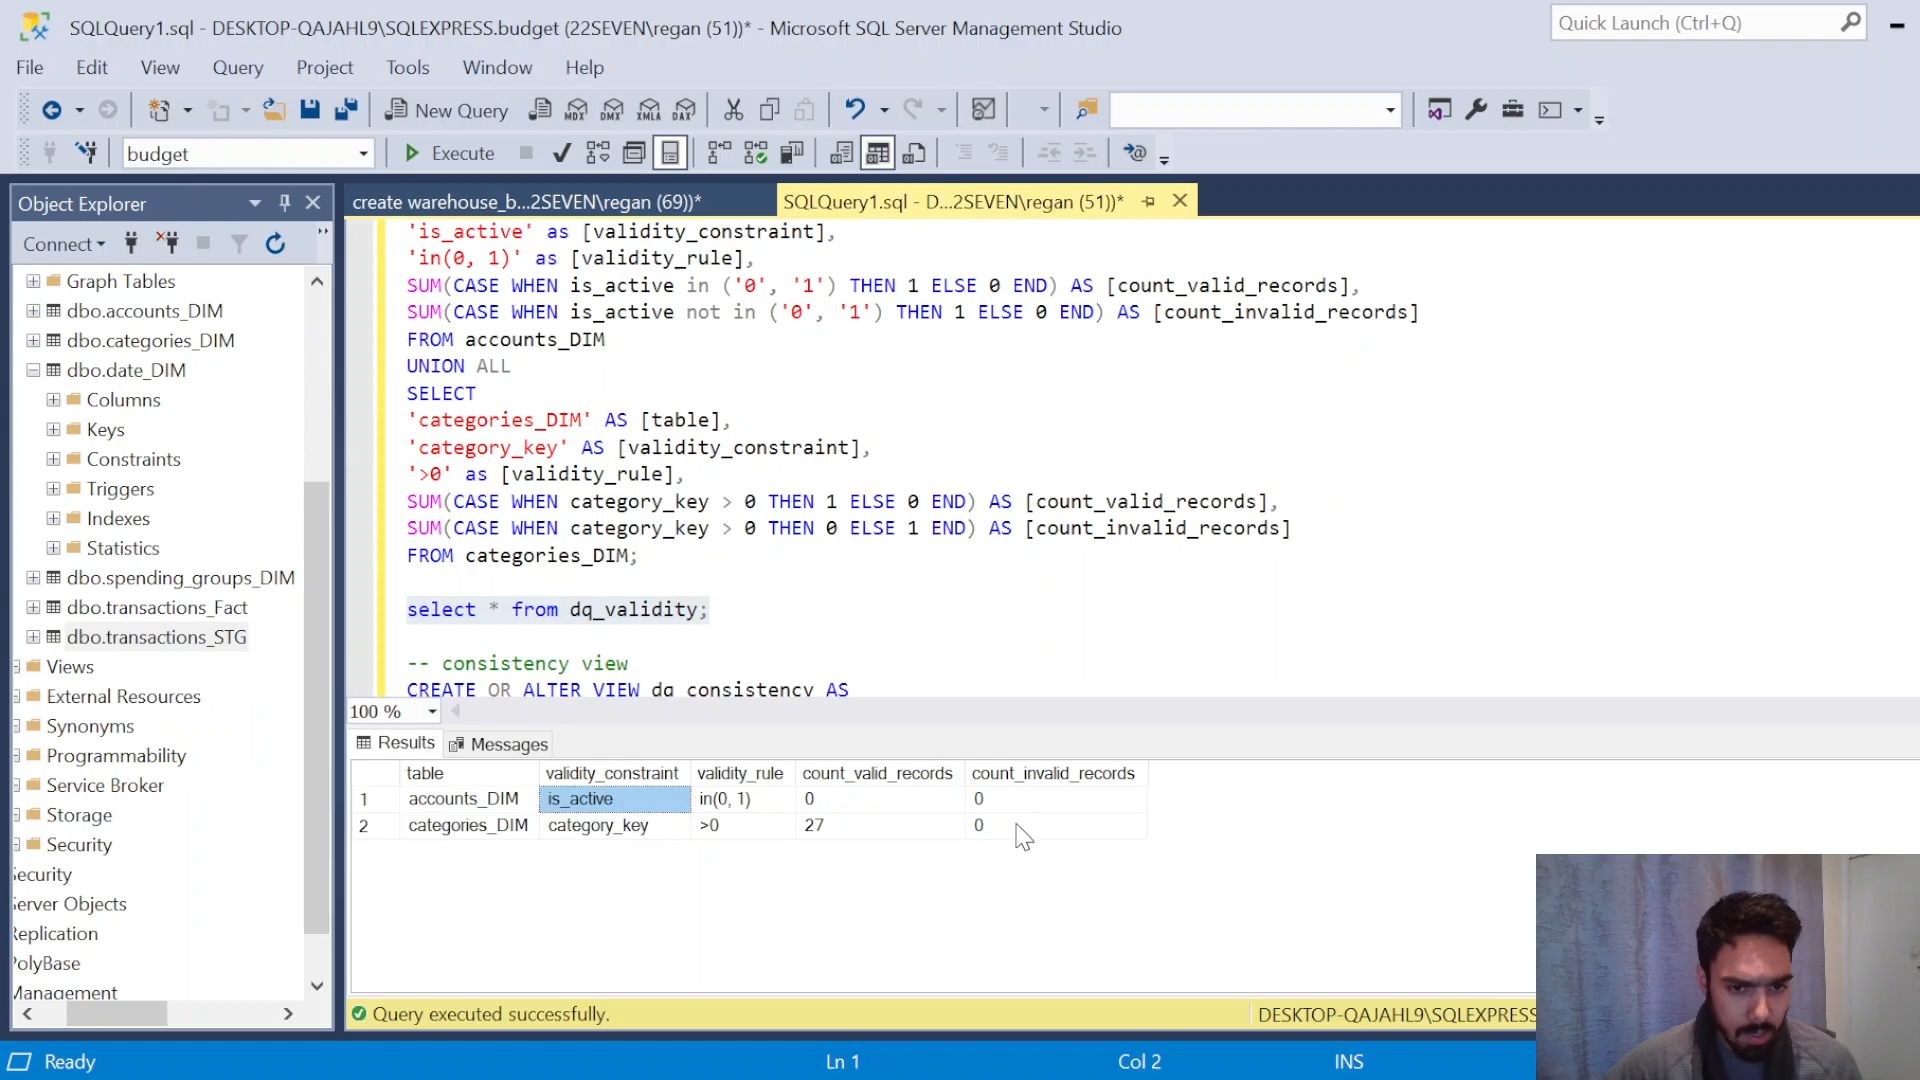 SQLQuery1.sql - DESKTOP-QAJAHL9\SQLEXPRESS.budget (22SEVEN\regan (51))* - Microsoft SQL Server Management Studio
Quick Launch (Ctrl+Q)
File Edit View Query Project Tools Window Help
New Query MDX DMX XMLA DAX
budget Execute
Object Explorer
Connect
Graph Tables
dbo.accounts_DIM
dbo.categories_DIM
dbo.date_DIM
Columns
Keys
Constraints
Triggers
Indexes
Statistics
dbo.spending_groups_DIM
dbo.transactions_Fact
dbo.transactions_STG
Views
External Resources
Synonyms
Programmability
Service Broker
Storage
Security
Security
Server Objects
Replication
PolyBase
Management
create warehouse_b...2SEVEN\regan (69))*
SQLQuery1.sql - D...2SEVEN\regan (51))*
'is_active' as [validity_constraint],
'in(0, 1)' as [validity_rule],
SUM(CASE WHEN is_active in ('0', '1') THEN 1 ELSE 0 END) AS [count_valid_records],
SUM(CASE WHEN is_active not in ('0', '1') THEN 1 ELSE 0 END) AS [count_invalid_records]
FROM accounts_DIM
UNION ALL
SELECT
'categories_DIM' AS [table],
'category_key' AS [validity_constraint],
'>0' as [validity_rule],
SUM(CASE WHEN category_key > 0 THEN 1 ELSE 0 END) AS [count_valid_records],
SUM(CASE WHEN category_key > 0 THEN 0 ELSE 1 END) AS [count_invalid_records]
FROM categories_DIM;
select * from dq_validity;
-- consistency view
CREATE OR ALTER VIEW dq_consistency AS
100 %
Results Messages
table validity_constraint validity_rule count_valid_records count_invalid_records
1 accounts_DIM is_active in(0, 1) 0 0
2 categories_DIM category_key >0 27 0
Query executed successfully.
DESKTOP-QAJAHL9\SQLEXPRESS
Ready Ln 1 Col 2 INS